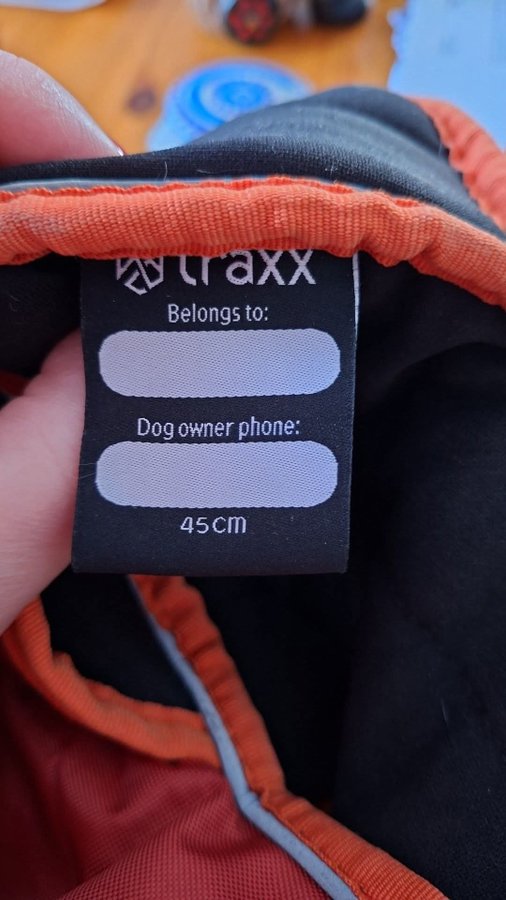 traxx
Belongs to:
Dog owner phone:
45cm